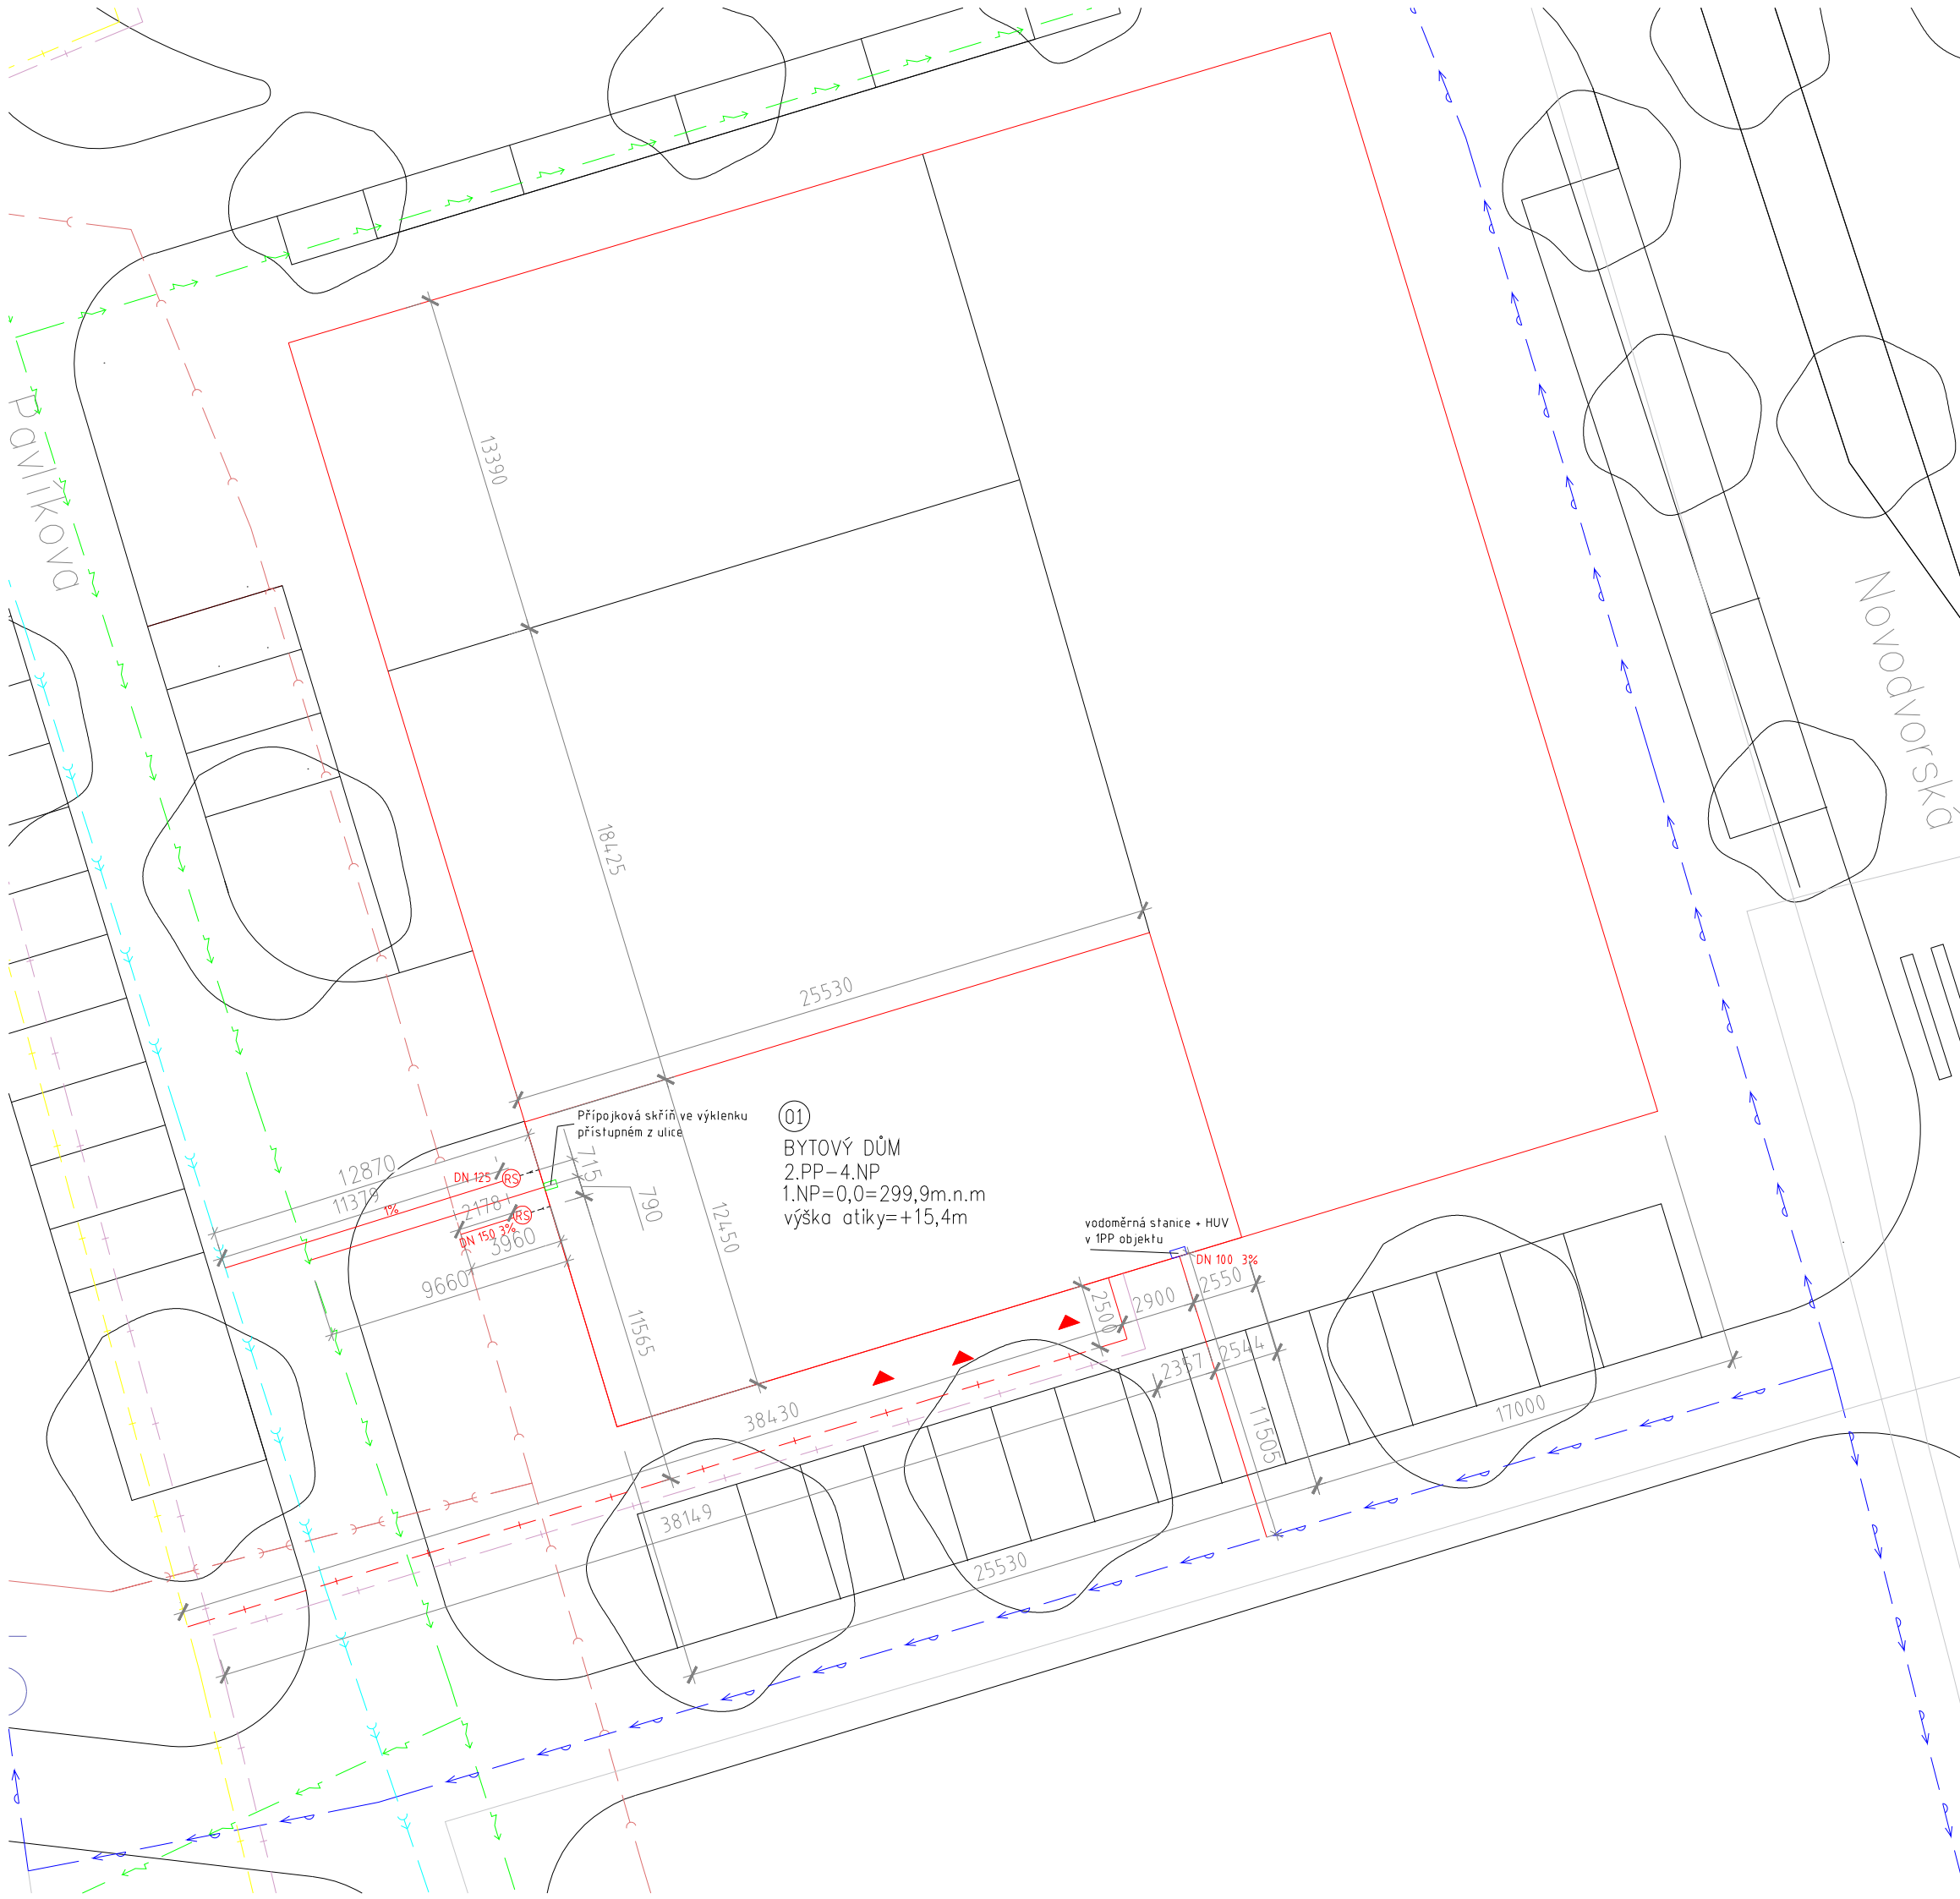 Pavlíkova
Novodvorská
13390
18425
25530
Přípojková skříň ve výklenku
přístupném z ulice
01
BYTOVÝ DŮM
2.PP-4.NP
1.NP=0,0=299,9m.n.m
výška atiky=+15,4m
12870
11379
DN 125
RS
1%
2178
RS
DN 150 3%
3960
9660
715
790
12450
11565
vodoměrná stanice + HUV
v 1PP objektu
DN 100 3%
2500
2900
2550
2357
2544
11505
38430
38149
25530
17000